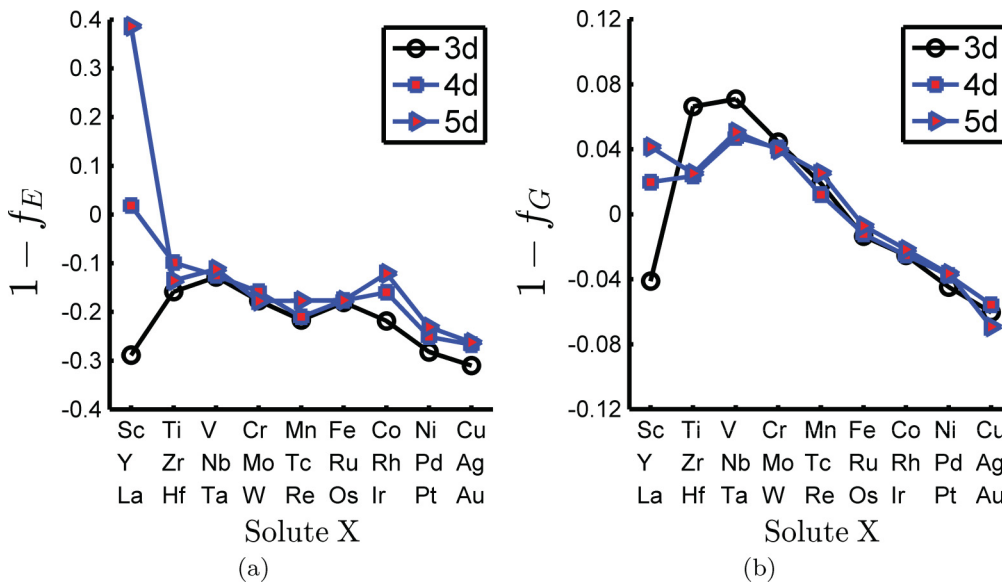 0.4
0.3
0.2
0.1
0
-0.1
-0.2
-0.3
-0.4
1 − f_E
3d
4d
5d
Sc Ti V Cr Mn Fe Co Ni Cu
Y Zr Nb Mo Tc Ru Rh Pd Ag
La Hf Ta W Re Os Ir Pt Au
Solute X
(a)
0.12
0.08
0.04
0
-0.04
-0.08
-0.12
1 − f_G
3d
4d
5d
Sc Ti V Cr Mn Fe Co Ni Cu
Y Zr Nb Mo Tc Ru Rh Pd Ag
La Hf Ta W Re Os Ir Pt Au
Solute X
(b)